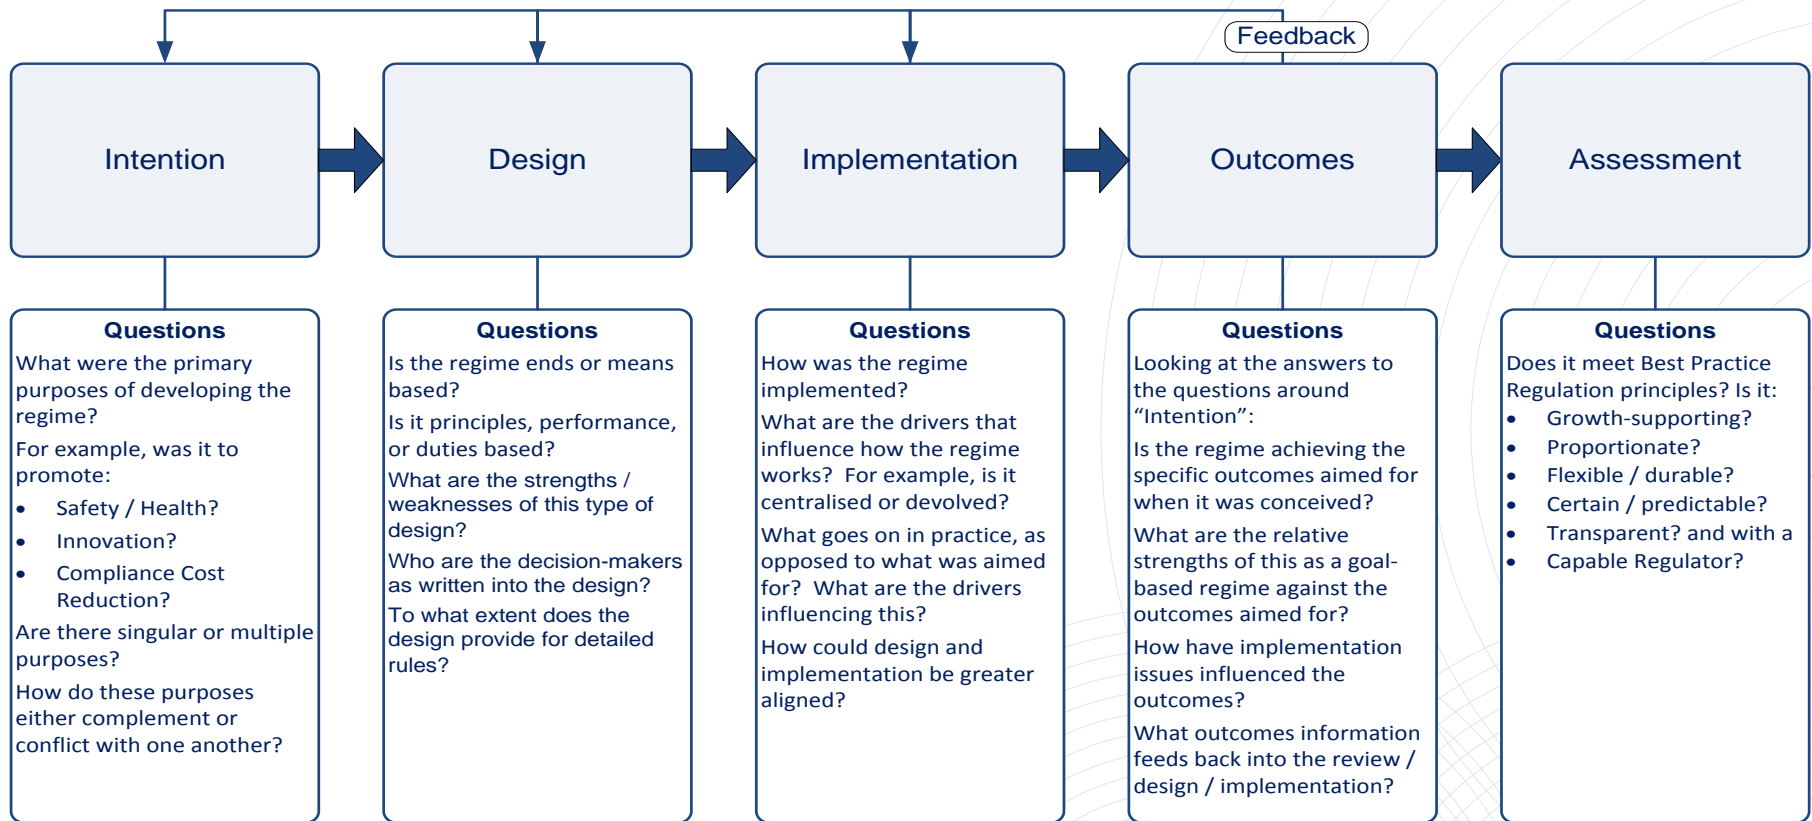 Feedback
Intention
Design
Implementation
Outcomes
Assessment
Questions
What were the primary
purposes of developing the
regime?
For example, was it to
promote:
• Safety / Health?
• Innovation?
• Compliance Cost
Reduction?
Are there singular or multiple
purposes?
How do these purposes
either complement or
conflict with one another?
Questions
Is the regime ends or means
based?
Is it principles, performance,
or duties based?
What are the strengths /
weaknesses of this type of
design?
Who are the decision-makers
as written into the design?
To what extent does the
design provide for detailed
rules?
Questions
How was the regime
implemented?
What are the drivers that
influence how the regime
works?  For example, is it
centralised or devolved?
What goes on in practice, as
opposed to what was aimed
for?  What are the drivers
influencing this?
How could design and
implementation be greater
aligned?
Questions
Looking at the answers to
the questions around
“Intention”:
Is the regime achieving the
specific outcomes aimed for
when it was conceived?
What are the relative
strengths of this as a goal-
based regime against the
outcomes aimed for?
How have implementation
issues influenced the
outcomes?
What outcomes information
feeds back into the review /
design / implementation?
Questions
Does it meet Best Practice
Regulation principles? Is it:
• Growth-supporting?
• Proportionate?
• Flexible / durable?
• Certain / predictable?
• Transparent? and with a
• Capable Regulator?